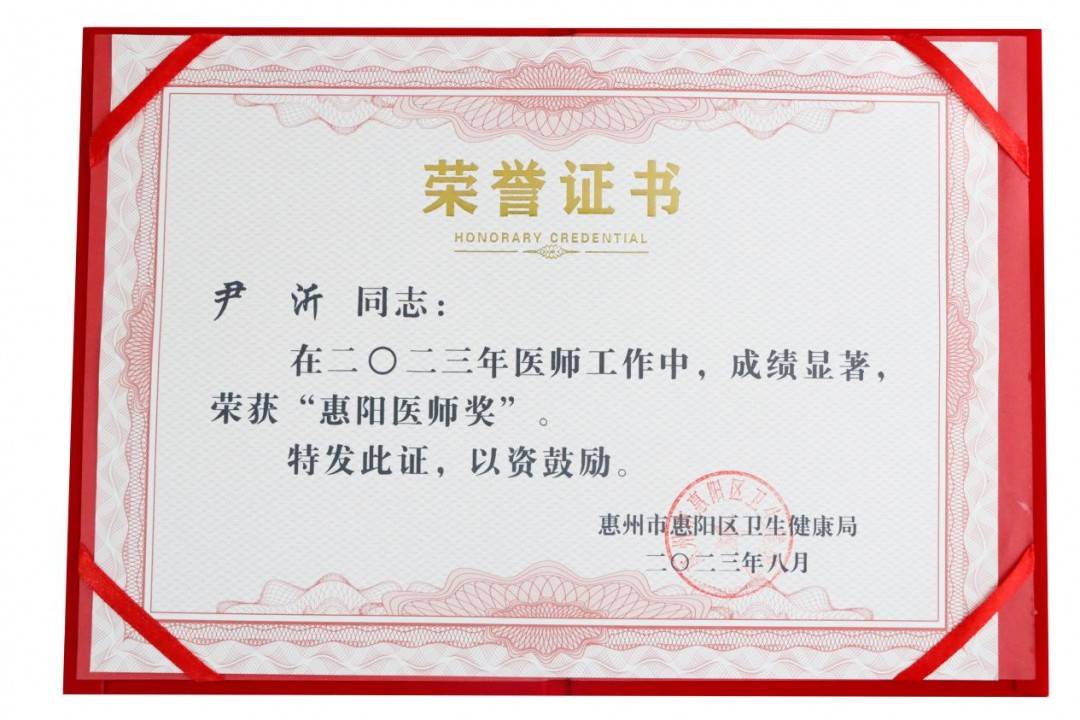 荣誉证书
HONORARY CREDENTIAL
尹 沂 同志：
在二〇二三年医师工作中，成绩显著，
荣获“惠阳医师奖”。
特发此证，以资鼓励。
惠州市惠阳区卫生健康局
二〇二三年八月